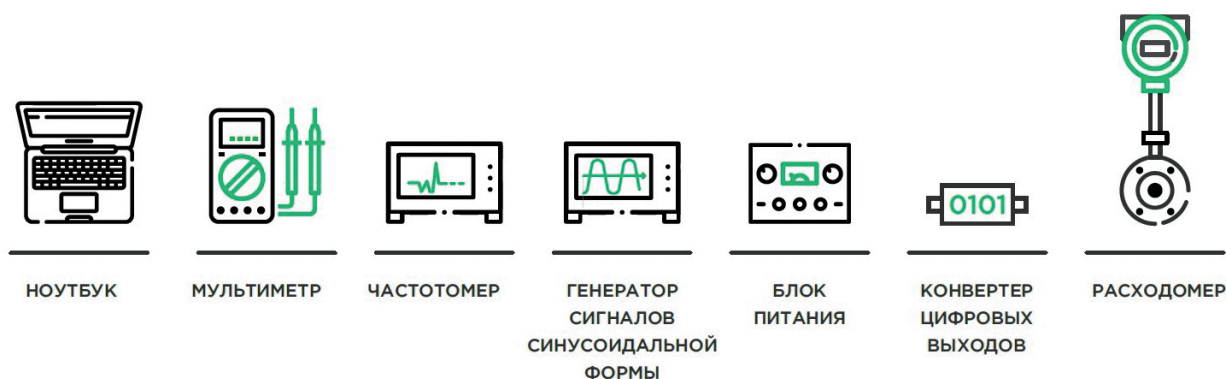 0101
НОУТБУК
МУЛЬТИМЕТР
ЧАСТОТОМЕР
ГЕНЕРАТОР
СИГНАЛОВ
СИНУСОИДАЛЬНОЙ
ФОРМЫ
БЛОК
ПИТАНИЯ
КОНВЕРТЕР
ЦИФРОВЫХ
ВЫХОДОВ
РАСХОДОМЕР